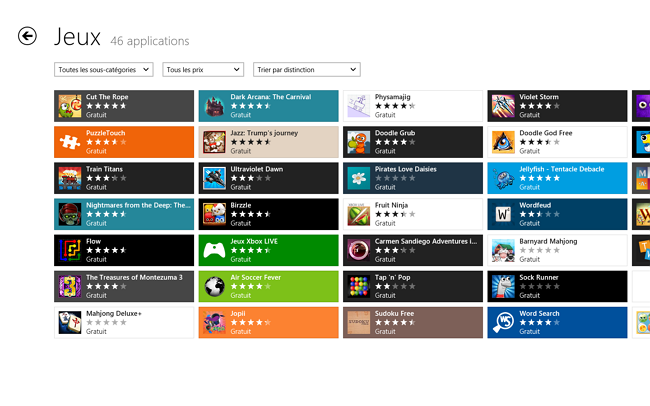 Jeux 46 applications
Toutes les sous-catégories
Tous les prix
Trier par distinction
Cut The Rope
Gratuit
PuzzleTouch
Gratuit
Train Titans
Gratuit
Nightmares from the Deep: The...
Gratuit
Flow
Gratuit
The Treasures of Montezuma 3
Gratuit
Mahjong Deluxe+
Gratuit
Dark Arcana: The Carnival
Gratuit
Jazz: Trump's journey
Gratuit
Ultraviolet Dawn
Gratuit
Birzzle
Gratuit
Jeux Xbox LIVE
Gratuit
Air Soccer Fever
Gratuit
Jopii
Gratuit
Physamajig
Gratuit
Doodle Grub
Gratuit
Pirates Love Daisies
Gratuit
Fruit Ninja
Gratuit
Carmen Sandiego Adventures i...
Gratuit
Tap 'n' Pop
Gratuit
Sudoku Free
Gratuit
Violet Storm
Gratuit
Doodle God Free
Gratuit
Jellyfish - Tentacle Debacle
Gratuit
W
Wordfeud
Gratuit
Barnyard Mahjong
Gratuit
Sock Runner
Gratuit
WS
Word Search
Gratuit